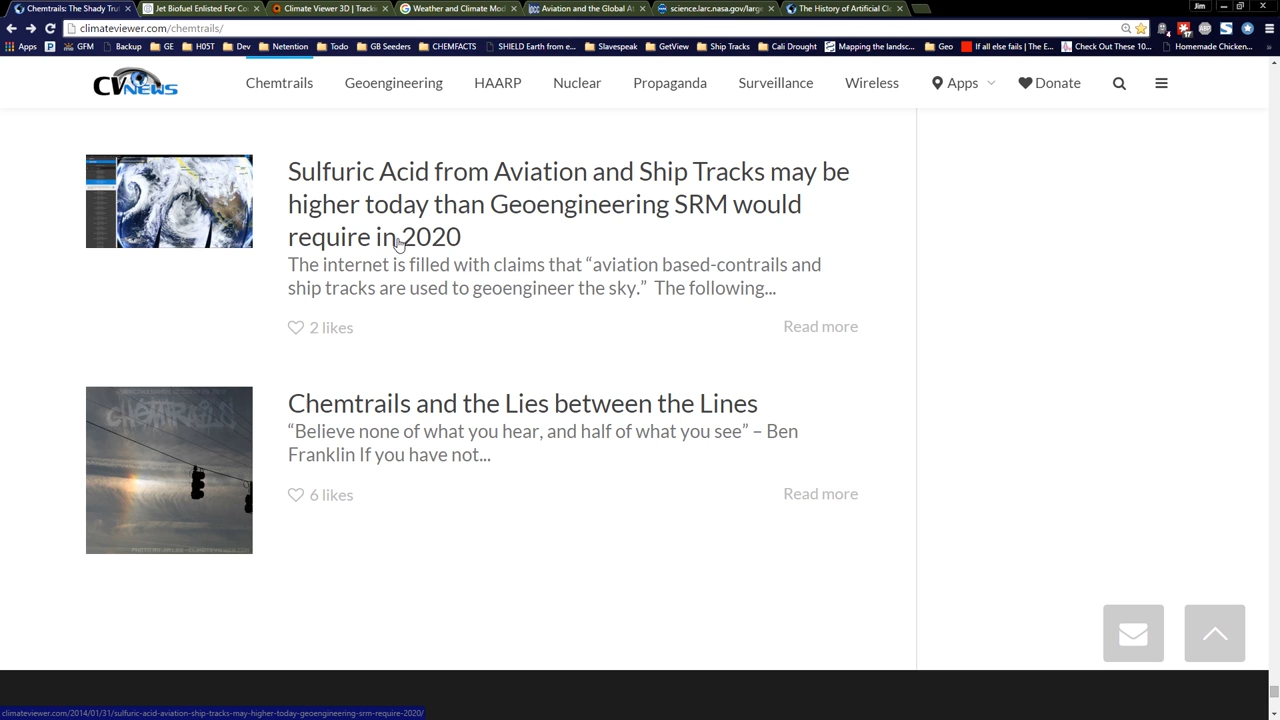 Chemtrails: The Shady Tru
Jet Biofuel Enlisted For Co
Climate Viewer 3D | Tracki
Weather and Climate Mod
Aviation and the Global At
science.larc.nasa.gov/large
The History of Artificial Cl
Jim
climateviewer.com/chemtrails/
Apps
GFM
Backup
GE
H05T
Dev
Netention
Todo
GB Seeders
CHEMFACTS
SHIELD Earth from e...
Slavespeak
GetView
Ship Tracks
Cali Drought
Mapping the landsc...
Geo
If all else fails | The E...
Check Out These 10...
Homemade Chicken...
CV NEWS
Chemtrails
Geoengineering
HAARP
Nuclear
Propaganda
Surveillance
Wireless
Apps
Donate
Sulfuric Acid from Aviation and Ship Tracks may be
higher today than Geoengineering SRM would
require in 2020
The internet is filled with claims that “aviation based-contrails and
ship tracks are used to geoengineer the sky.” The following...
2 likes
Read more
CHEMTRAILS
Chemtrails and the Lies between the Lines
“Believe none of what you hear, and half of what you see” – Ben
Franklin If you have not...
6 likes
Read more
climateviewer.com/2014/01/31/sulfuric-acid-aviation-ship-tracks-may-higher-today-geoengineering-srm-require-2020/